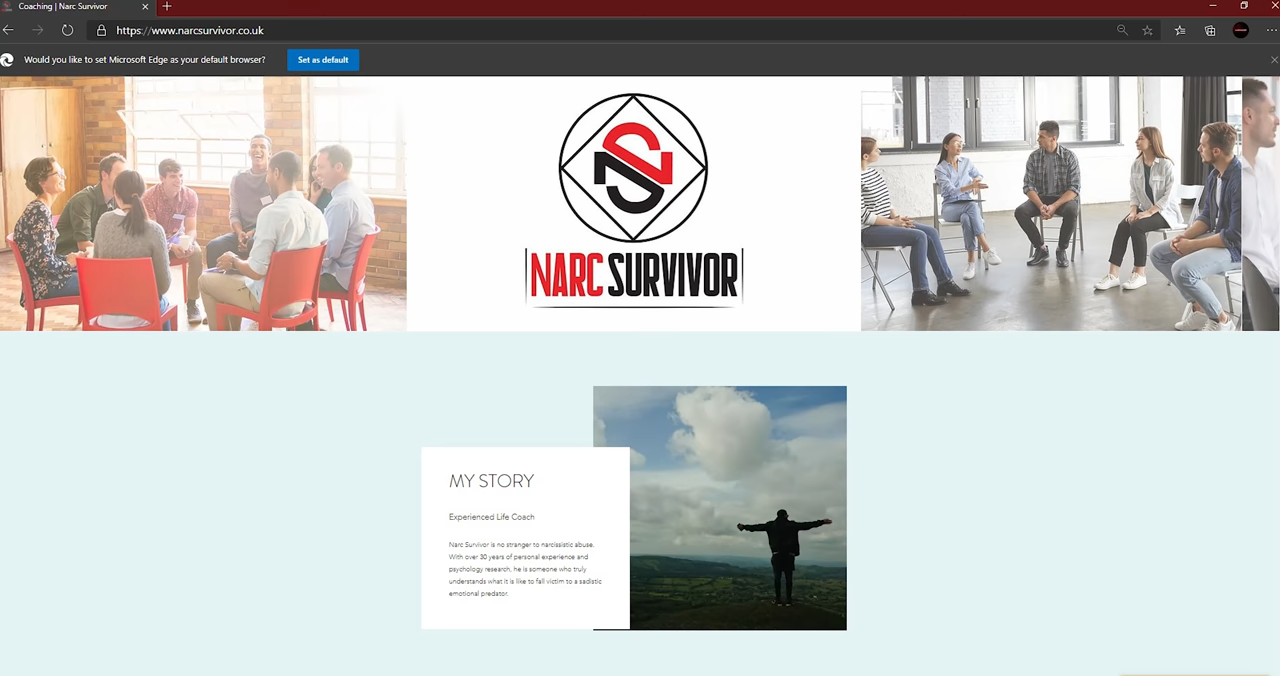 Coaching | Narc Survivor
https://www.narcsurvivor.co.uk
Would you like to set Microsoft Edge as your default browser?
Set as default
NS
NARC SURVIVOR
MY STORY
Experienced Life Coach
Narc Survivor is no stranger to narcissistic abuse.
With over 30 years of personal experience and
psychology research, he is someone who truly
understands what it is like to fall victim to a sadistic
emotional predator.